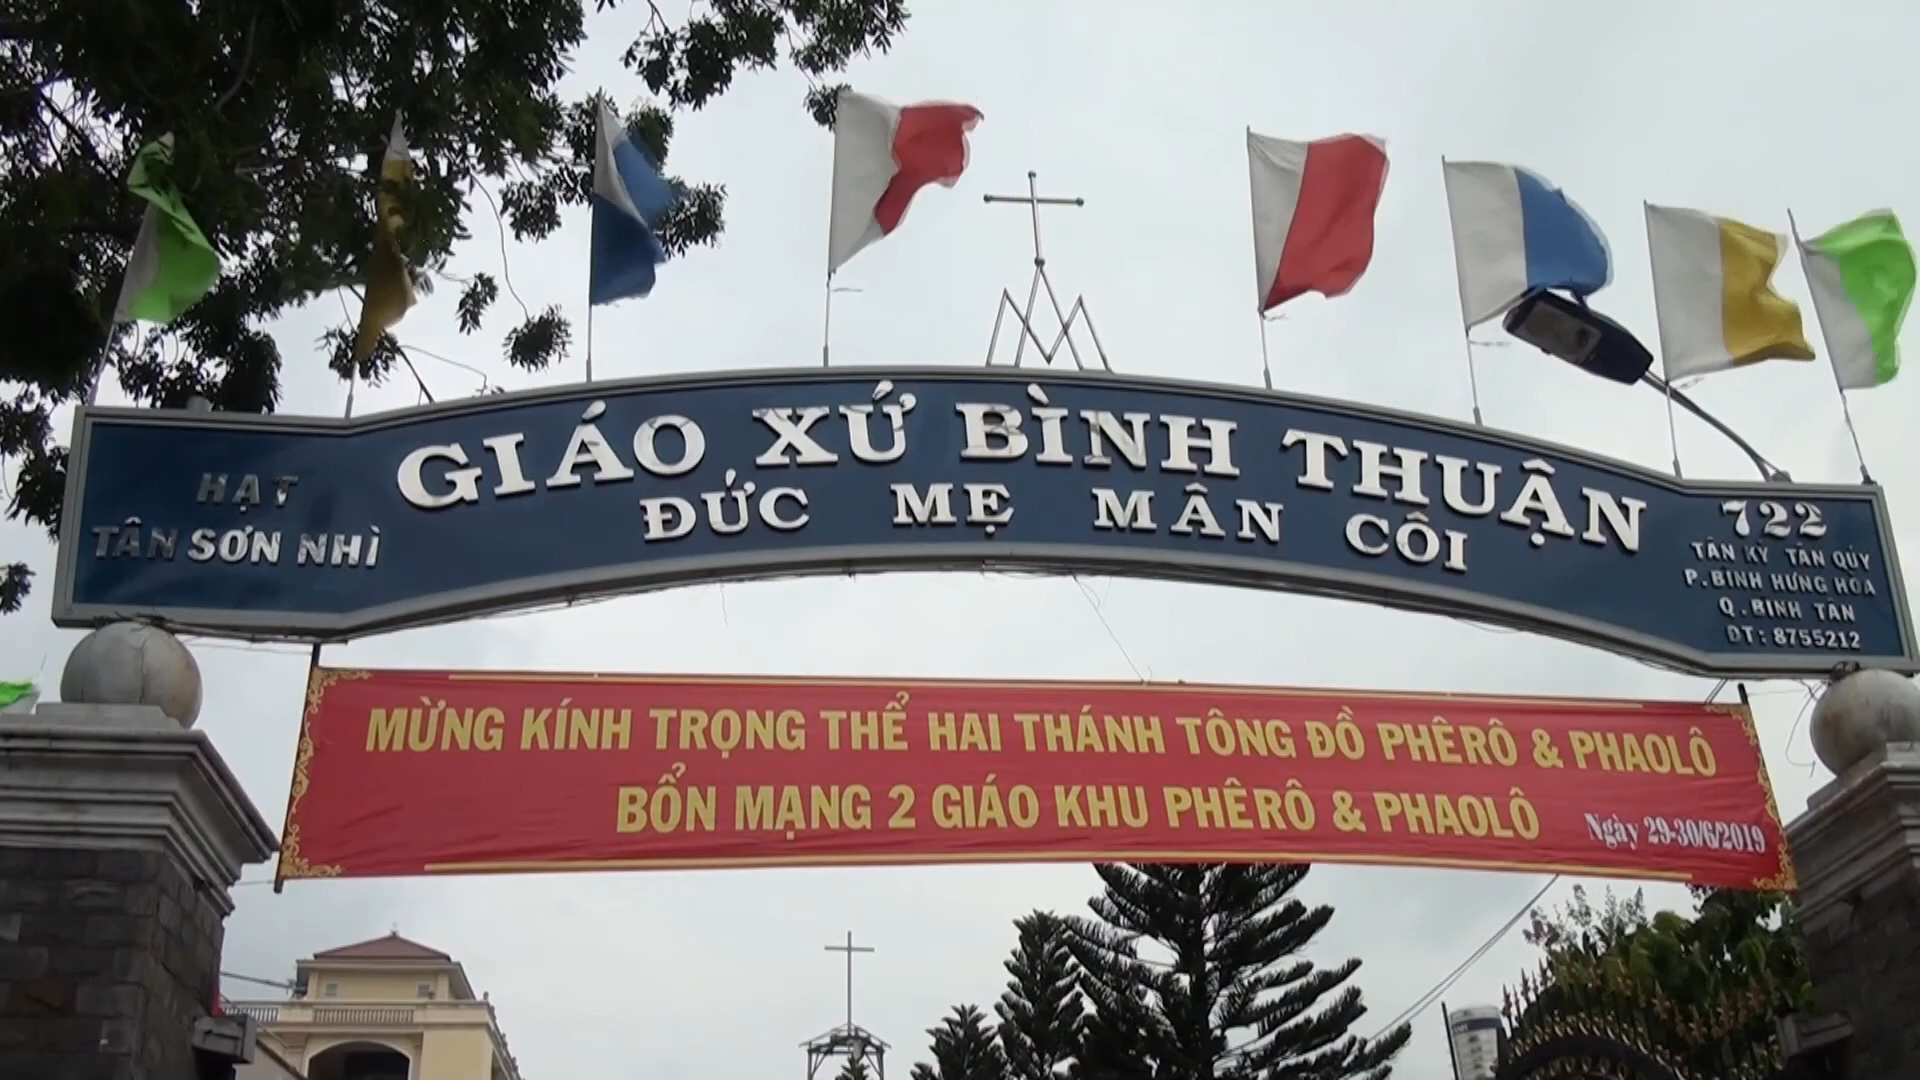 HẠT
TÂN SƠN NHÌ
GIÁO XỨ BÌNH THUẬN
ĐỨC MẸ MÂN CÔI
722
TÂN KỲ TÂN QÚY
P. BÌNH HƯNG HÒA
Q. BÌNH TÂN
ĐT: 8755212
MỪNG KÍNH TRỌNG THỂ HAI THÁNH TÔNG ĐỒ PHÊRÔ & PHAOLÔ
BỔN MẠNG 2 GIÁO KHU PHÊRÔ & PHAOLÔ
Ngày 29-30/6/2019